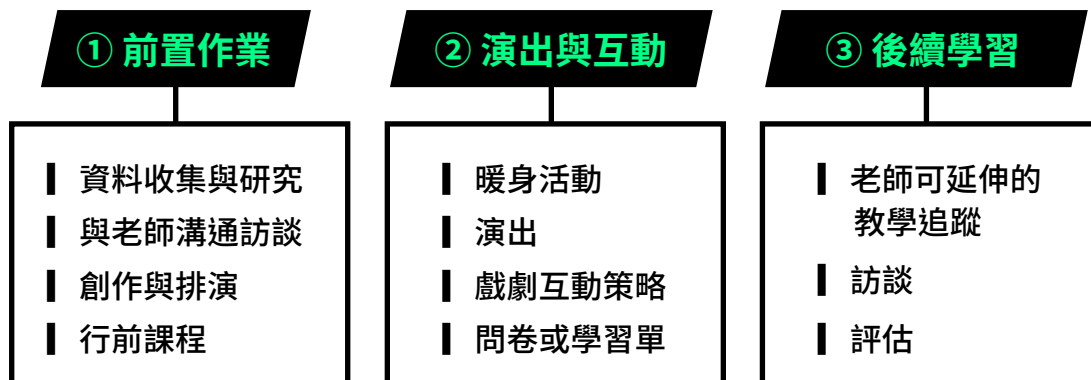 ① 前置作業
資料收集與研究
與老師溝通訪談
創作與排演
行前課程
② 演出與互動
暖身活動
演出
戲劇互動策略
問卷或學習單
③ 後續學習
老師可延伸的
教學追蹤
訪談
評估